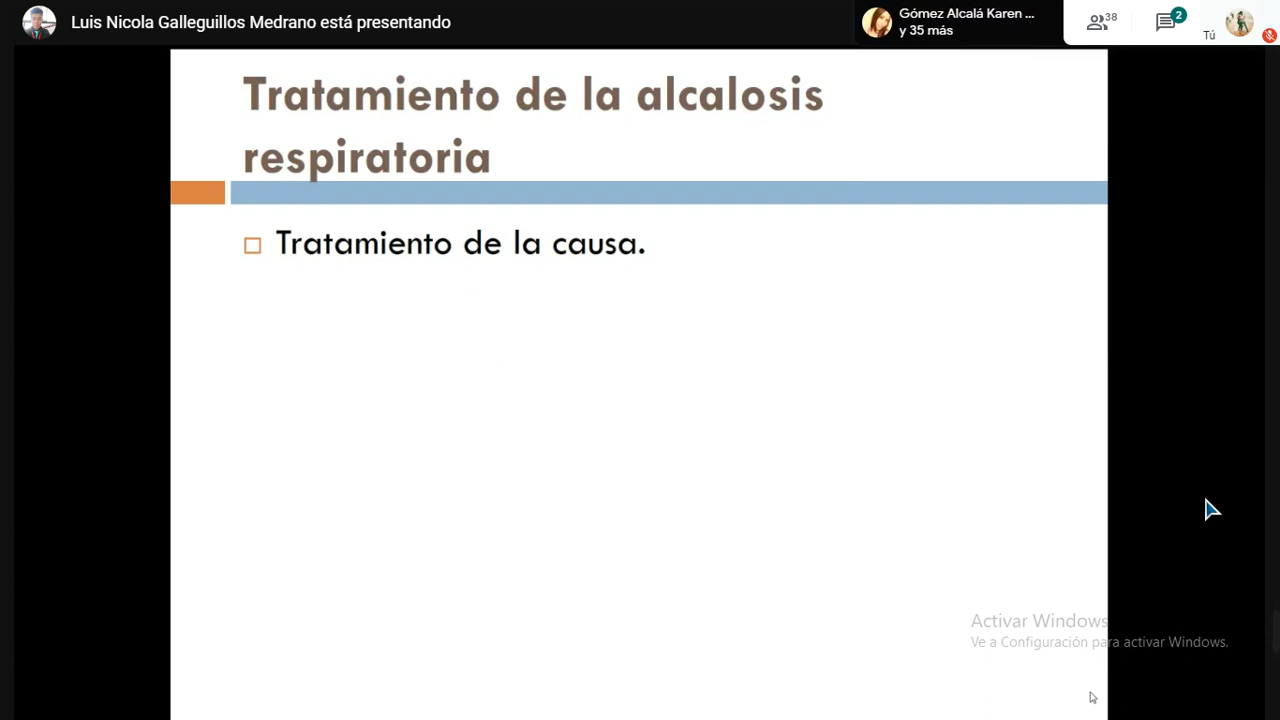 Luis Nicola Galleguillos Medrano está presentando
Gómez Alcalá Karen ...
y 35 más
38
2
Tú
Tratamiento de la alcalosis
respiratoria
Tratamiento de la causa.
Activar Windows
Ve a Configuración para activar Windows.